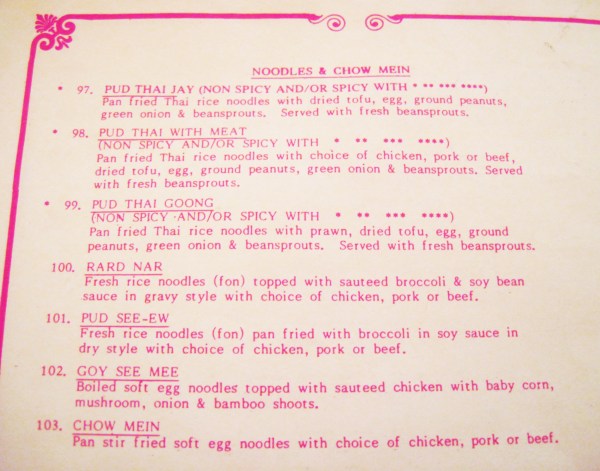 NOODLES & CHOW MEIN
* 97. PUD THAI JAY (NON SPICY AND/OR SPICY WITH * ** *** ****)
Pan fried Thai rice noodles with dried tofu, egg, ground peanuts,
green onion & beansprouts. Served with fresh beansprouts.
* 98. PUD THAI WITH MEAT
(NON SPICY AND/OR SPICY WITH * ** *** ****)
Pan fried Thai rice noodles with choice of chicken, pork or beef,
dried tofu, egg, ground peanuts, green onion & beansprouts. Served
with fresh beansprouts.
* 99. PUD THAI GOONG
(NON SPICY AND/OR SPICY WITH * ** *** ****)
Pan fried Thai rice noodles with prawn, dried tofu, egg, ground
peanuts, green onion & beansprouts. Served with fresh beansprouts.
100. RARD NAR
Fresh rice noodles (fon) topped with sauteed broccoli & soy bean
sauce in gravy style with choice of chicken, pork or beef.
101. PUD SEE-EW
Fresh rice noodles (fon) pan fried with broccoli in soy sauce in
dry style with choice of chicken, pork or beef.
102. GOY SEE MEE
Boiled soft egg noodles topped with sauteed chicken with baby corn,
mushroom, onion & bamboo shoots.
103. CHOW MEIN
Pan stir fried soft egg noodles with choice of chicken, pork or beef.